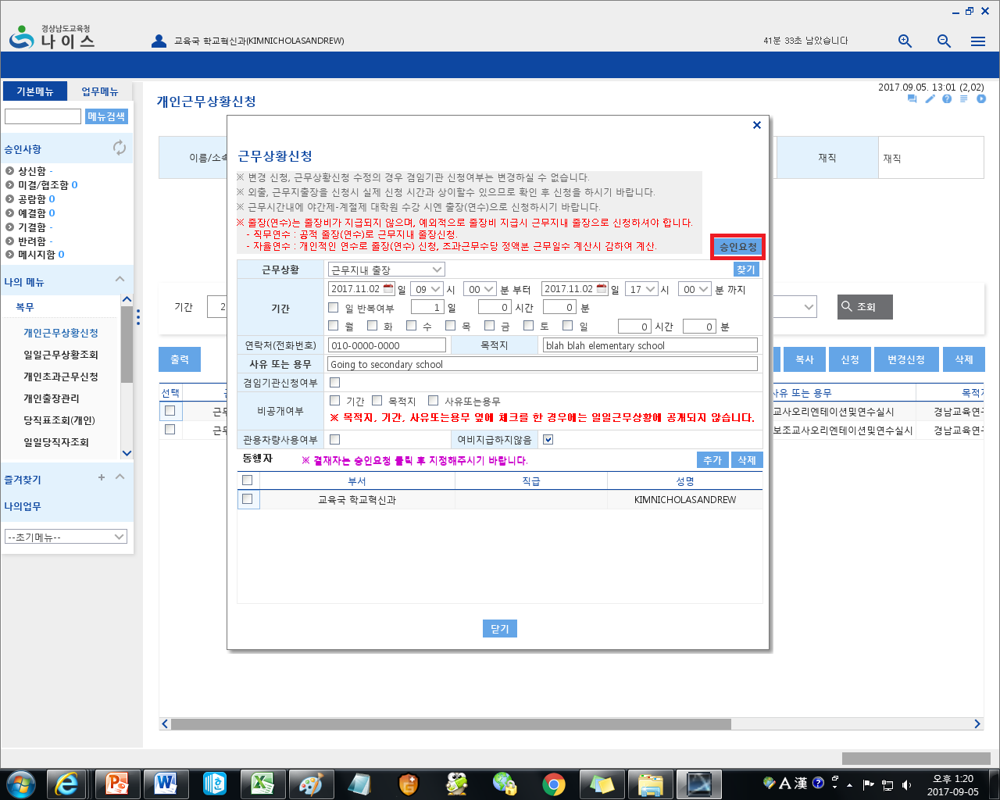 경상남도교육청
나이스
교육국 학교혁신과(KIMNICHOLASANDREW)
41분 33초 남았습니다
기본메뉴 업무메뉴
메뉴검색
승인사항
상신함 -
미결/협조함 0
공람함 0
예결함 0
기결함 -
반려함 -
메시지함 0
나의 메뉴
복무
개인근무상황신청
일일근무상황조회
개인초과근무신청
개인출장관리
당직표조회(개인)
일일당직자조회
즐겨찾기 +
나의업무
--초기메뉴--
2017.09.05. 13:01 (2,02)
개인근무상황신청
이름/소속
재직 재직
기간 2
조회
출력 복사 신청 변경신청 삭제
선택 사유 또는 용무 목적지
근무 교사오리엔테이션및연수실시 경남교육연구
근무 보조교사오리엔테이션및연수실시 경남교육연구
근무상황신청
※ 변경 신청, 근무상황신청 수정의 경우 겸임기관 신청여부는 변경하실 수 없습니다.
※ 외출, 근무지출장을 신청시 실제 신청 시간과 상이할수 있으므로 확인 후 신청을 하시기 바랍니다.
※ 근무시간내에 야간제-계절제 대학원 수강 시엔 출장(연수)으로 신청하시기 바랍니다.
※ 출장(연수)는 출장비가 지급되지 않으며, 예외적으로 출장비 지급시 근무지내 출장으로 신청하셔야 합니다.
- 직무연수 : 공적 출장(연수)로 근무지내 출장신청.
- 자율연수 : 개인적인 연수로 출장(연수) 신청, 초과근무수당 정액분 근무일수 계산시 감하여 계산.
승인요청
근무상황 근무지내 출장 찾기
기간 2017.11.02 일 09 시 00 분 부터 2017.11.02 일 17 시 00 분 까지
일 반복여부 1 일 0 시간 0 분
월 화 수 목 금 토 일 0 시간 0 분
연락처(전화번호) 010-0000-0000 목적지 blah blah elementary school
사유 또는 용무 Going to secondary school
겸임기관신청여부
비공개여부 기간 목적지 사유또는용무
※ 목적지, 기간, 사유또는용무 옆에 체크를 한 경우에는 일일근무상황에 공개되지 않습니다.
관용차량사용여부 여비지급하지않음
동행자 ※ 결재자는 승인요청 클릭 후 지정해주시기 바랍니다. 추가 삭제
부서 직급 성명
교육국 학교혁신과 KIMNICHOLASANDREW
닫기
A 漢
오후 1:20
2017-09-05